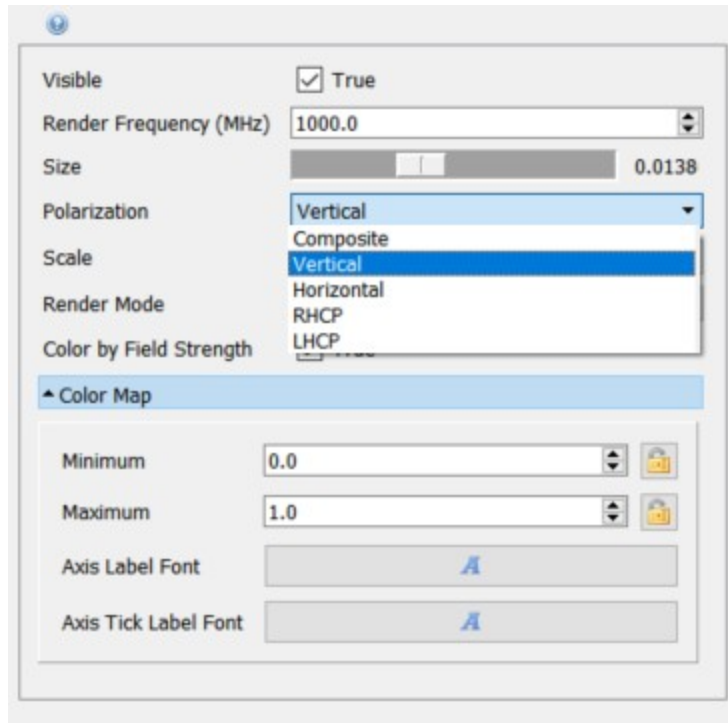 Visible True
Render Frequency (MHz) 1000.0
Size 0.0138
Polarization Vertical
Composite
Scale
Vertical
Horizontal
Render Mode
RHCP
Color by Field Strength
LHCP
Color Map
Minimum 0.0
Maximum 1.0
Axis Label Font A
Axis Tick Label Font A